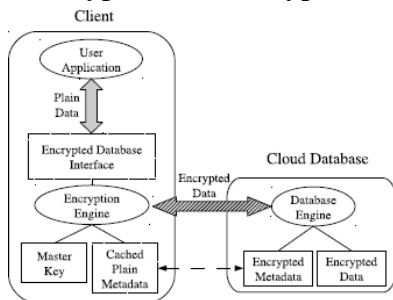 Client
User
Application
Plain
Data
Encrypted Database
Interface
Encrypted
Data
Encryption
Engine
Master
Key
Cached
Plain
Metadata
Cloud Database
Database
Engine
Encrypted
Metadata
Encrypted
Data